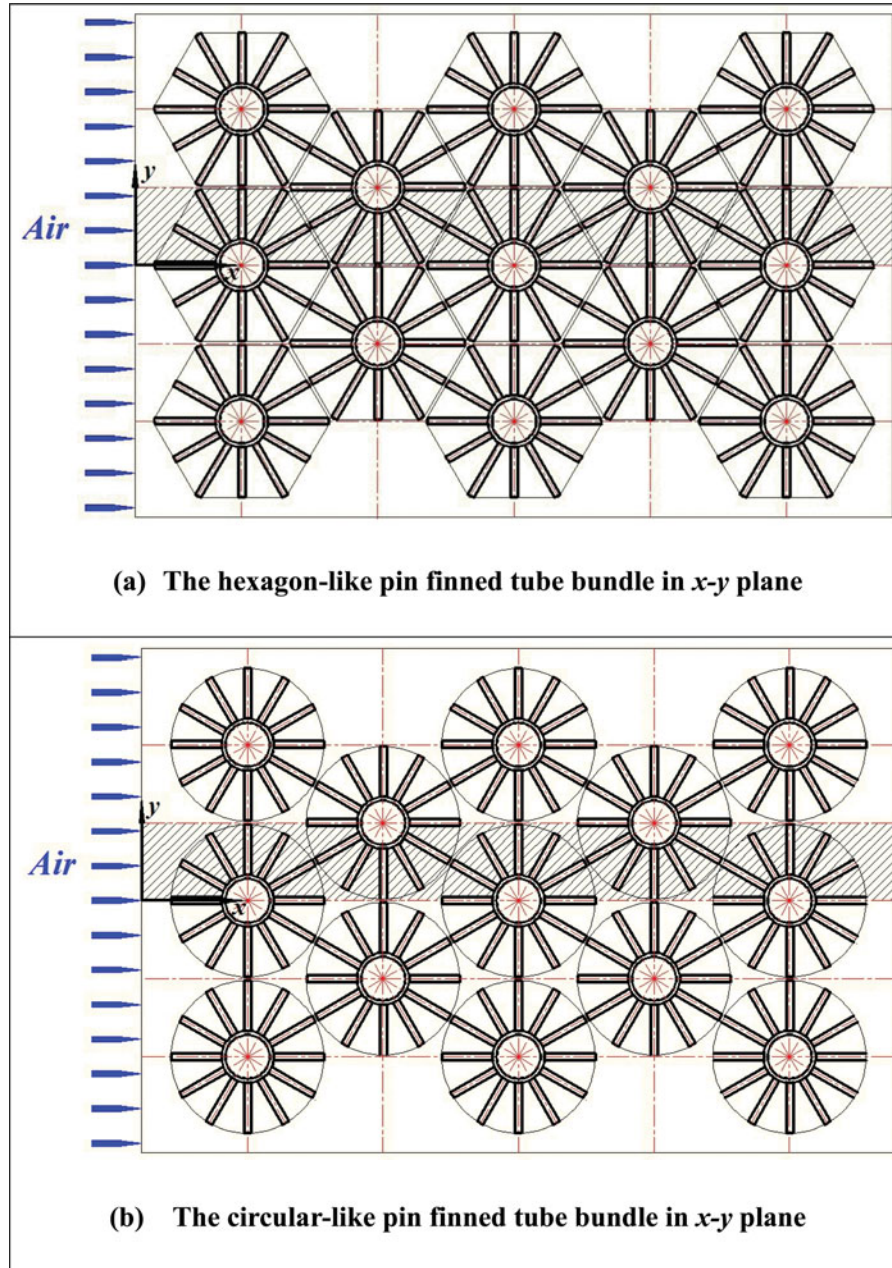 y
Air
x
(a) The hexagon-like pin finned tube bundle in x-y plane
y
Air
x
(b) The circular-like pin finned tube bundle in x-y plane